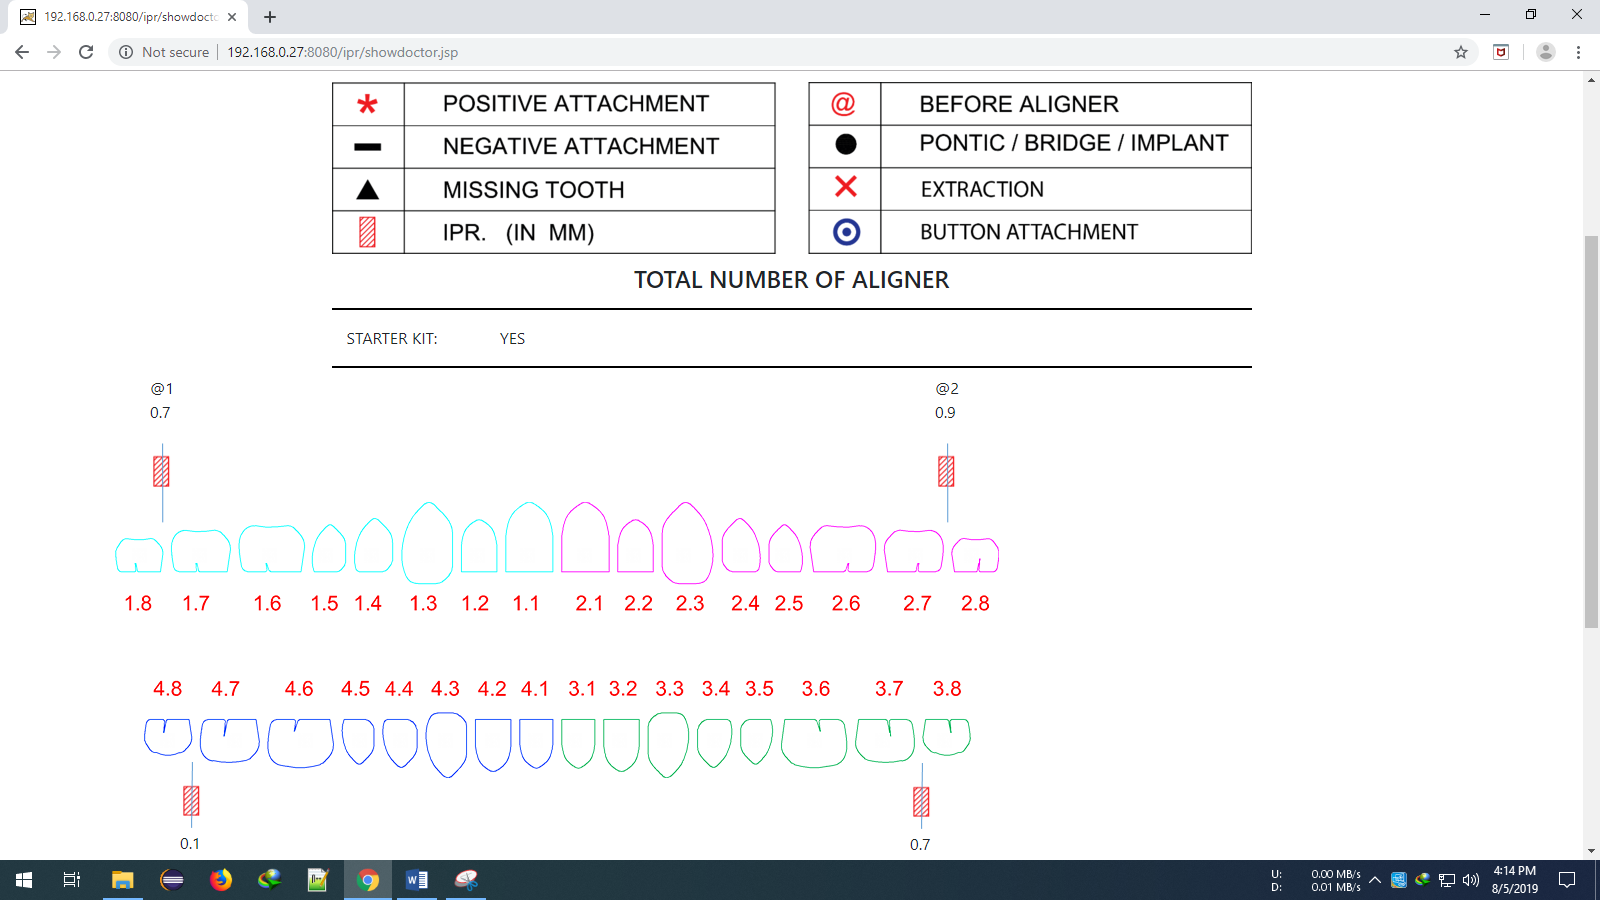 192.168.0.27:8080/ipr/showdocto
Not secure 192.168.0.27:8080/ipr/showdoctor.jsp
* POSITIVE ATTACHMENT @ BEFORE ALIGNER
NEGATIVE ATTACHMENT PONTIC / BRIDGE / IMPLANT
MISSING TOOTH EXTRACTION
IPR. (IN MM) BUTTON ATTACHMENT
TOTAL NUMBER OF ALIGNER
STARTER KIT: YES
@1 @2
0.7 0.9
1.8 1.7 1.6 1.5 1.4 1.3 1.2 1.1 2.1 2.2 2.3 2.4 2.5 2.6 2.7 2.8
4.8 4.7 4.6 4.5 4.4 4.3 4.2 4.1 3.1 3.2 3.3 3.4 3.5 3.6 3.7 3.8
0.1 0.7
U: 0.00 MB/s
D: 0.01 MB/s
4:14 PM
8/5/2019